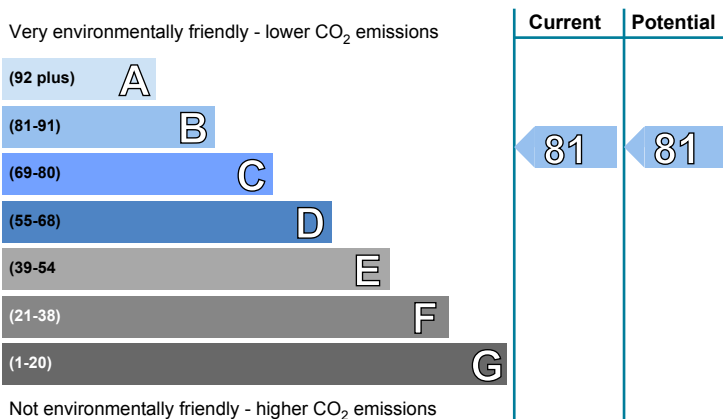 Very environmentally friendly - lower CO₂ emissions
Current
Potential
(92 plus) A
(81-91) B
(69-80) C
(55-68) D
(39-54 E
(21-38) F
(1-20) G
81
81
Not environmentally friendly - higher CO₂ emissions